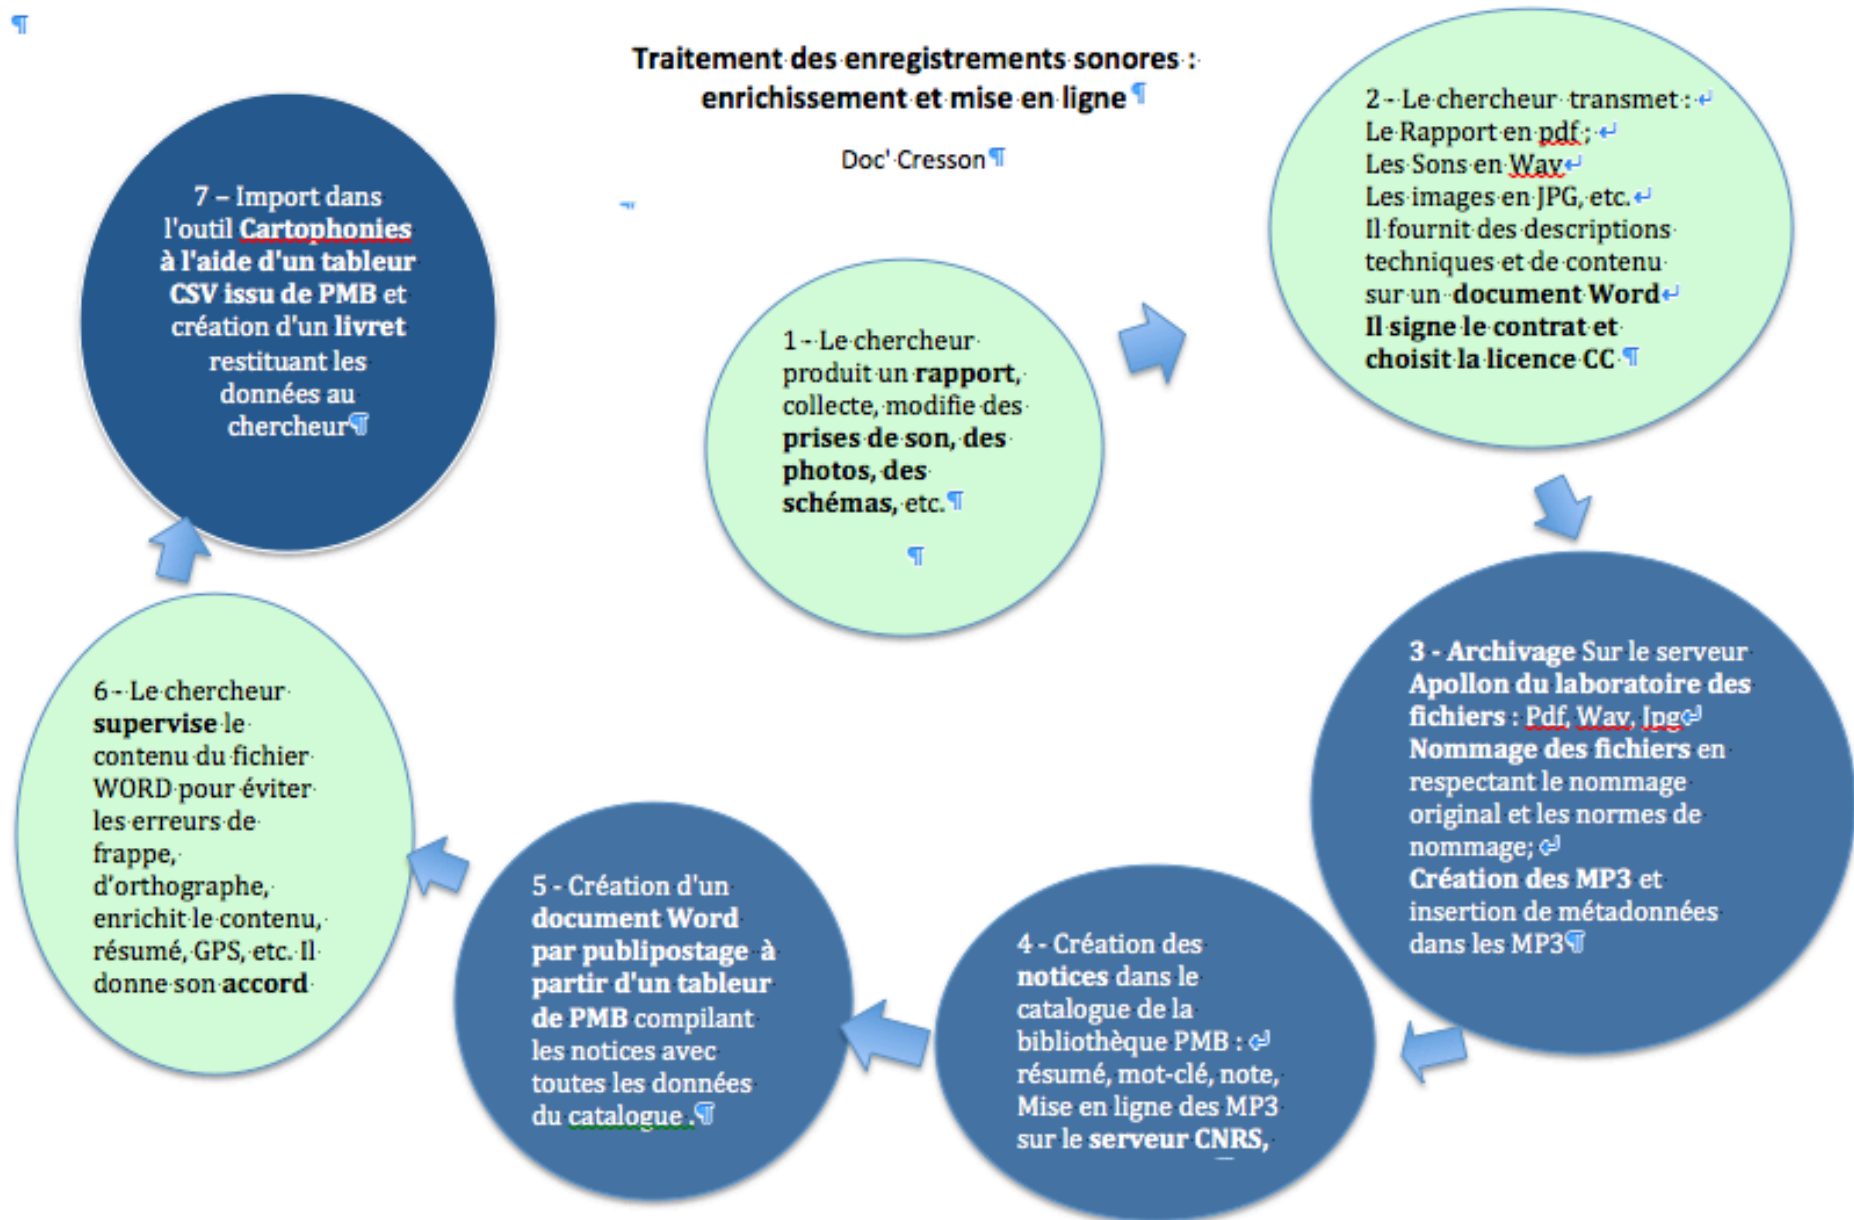 Traitement des enregistrements sonores :
enrichissement et mise en ligne
Doc' Cresson
1 - Le chercheur
produit un rapport,
collecte, modifie des
prises de son, des
photos, des
schémas, etc.
2 - Le chercheur transmet :
Le Rapport en pdf ;
Les Sons en Wav
Les images en JPG, etc.
Il fournit des descriptions
techniques et de contenu
sur un document Word
Il signe le contrat et
choisit la licence CC
3 - Archivage Sur le serveur
Apollon du laboratoire des
fichiers : Pdf, Wav, Jpg
Nommage des fichiers en
respectant le nommage
original et les normes de
nommage;
Création des MP3 et
insertion de métadonnées
dans les MP3
4 - Création des
notices dans le
catalogue de la
bibliothèque PMB :
résumé, mot-clé, note,
Mise en ligne des MP3
sur le serveur CNRS,
5 - Création d'un
document Word
par publipostage à
partir d'un tableur
de PMB compilant
les notices avec
toutes les données
du catalogue .
6 - Le chercheur
supervise le
contenu du fichier
WORD pour éviter
les erreurs de
frappe,
d'orthographe,
enrichit le contenu,
résumé, GPS, etc. Il
donne son accord
7 – Import dans
l'outil Cartophonies
à l'aide d'un tableur
CSV issu de PMB et
création d'un livret
restituant les
données au
chercheur